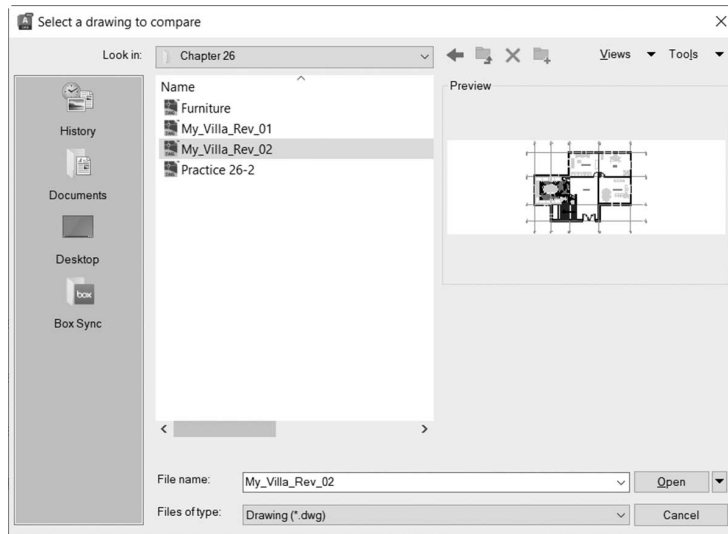 Select a drawing to compare
Look in:
Chapter 26
Views
Tools
History
Documents
Desktop
box
Box Sync
Name
Furniture
My_Villa_Rev_01
My_Villa_Rev_02
Practice 26-2
Preview
File name:
My_Villa_Rev_02
Open
Files of type:
Drawing (*.dwg)
Cancel